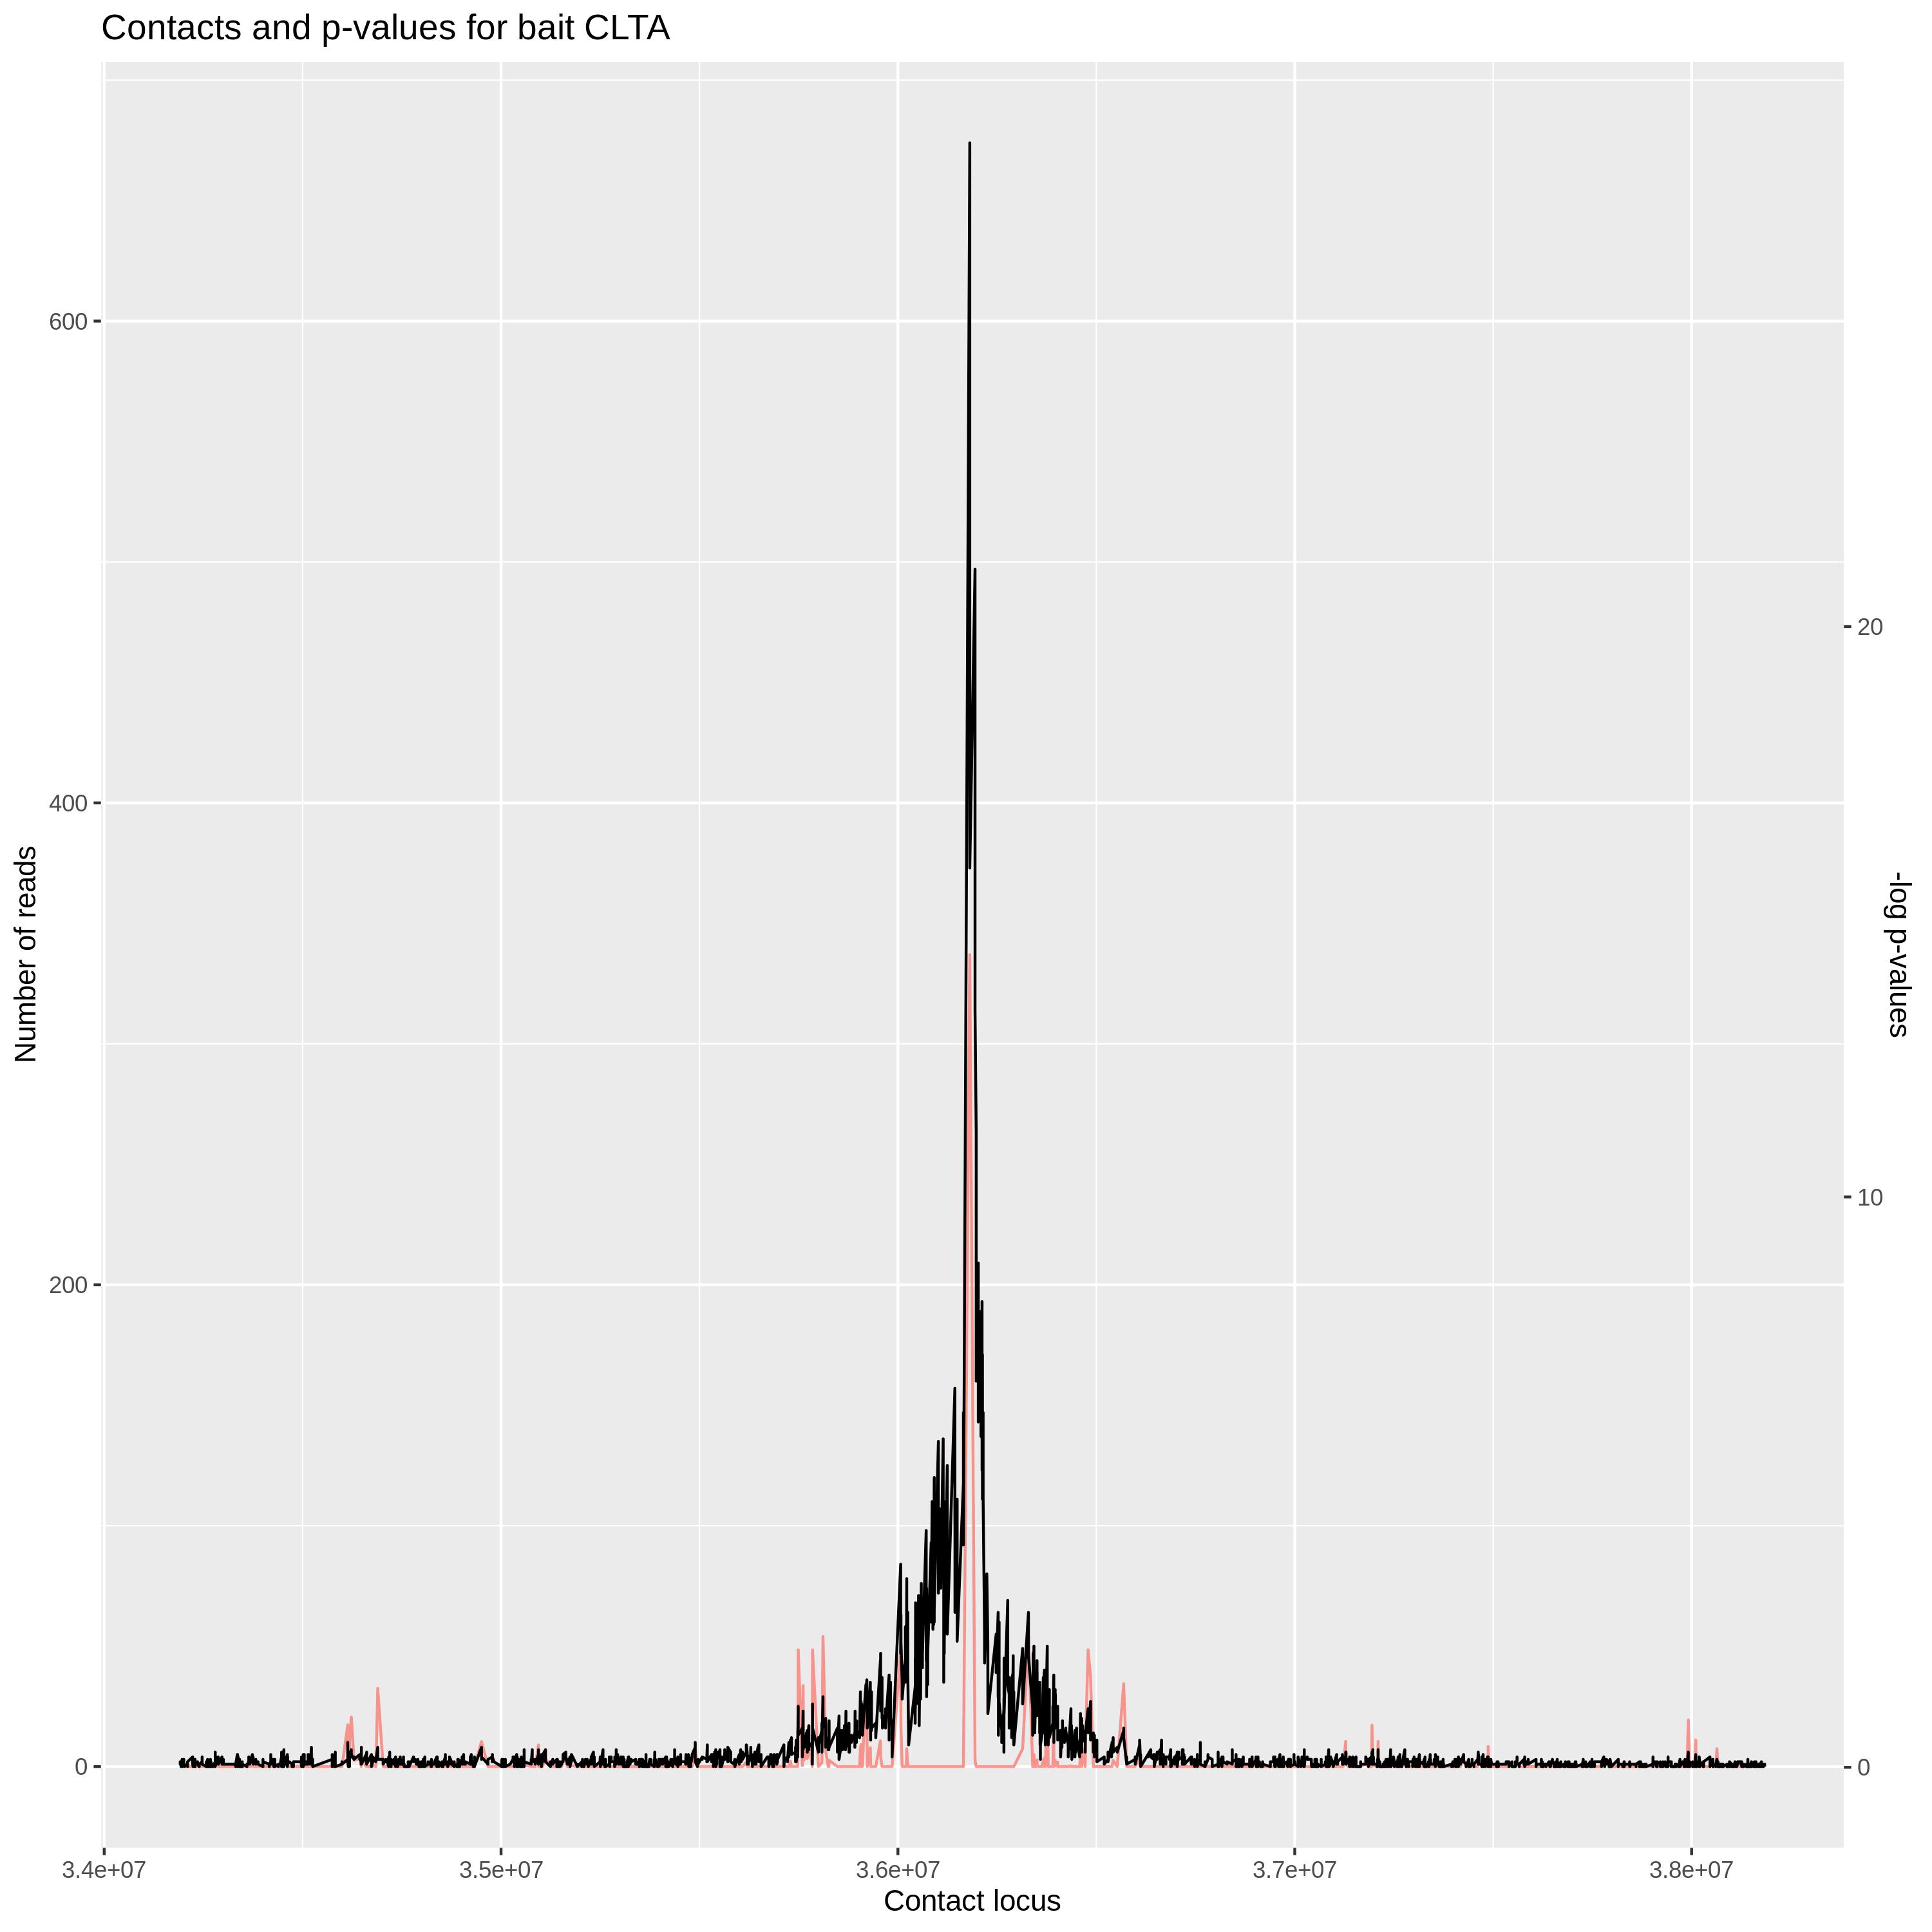 Contacts and p-values for bait CLTA
600
400
200
0
Number of reads
20
10
0
-log p-values
3.4e+07
3.5e+07
3.6e+07
3.7e+07
3.8e+07
Contact locus